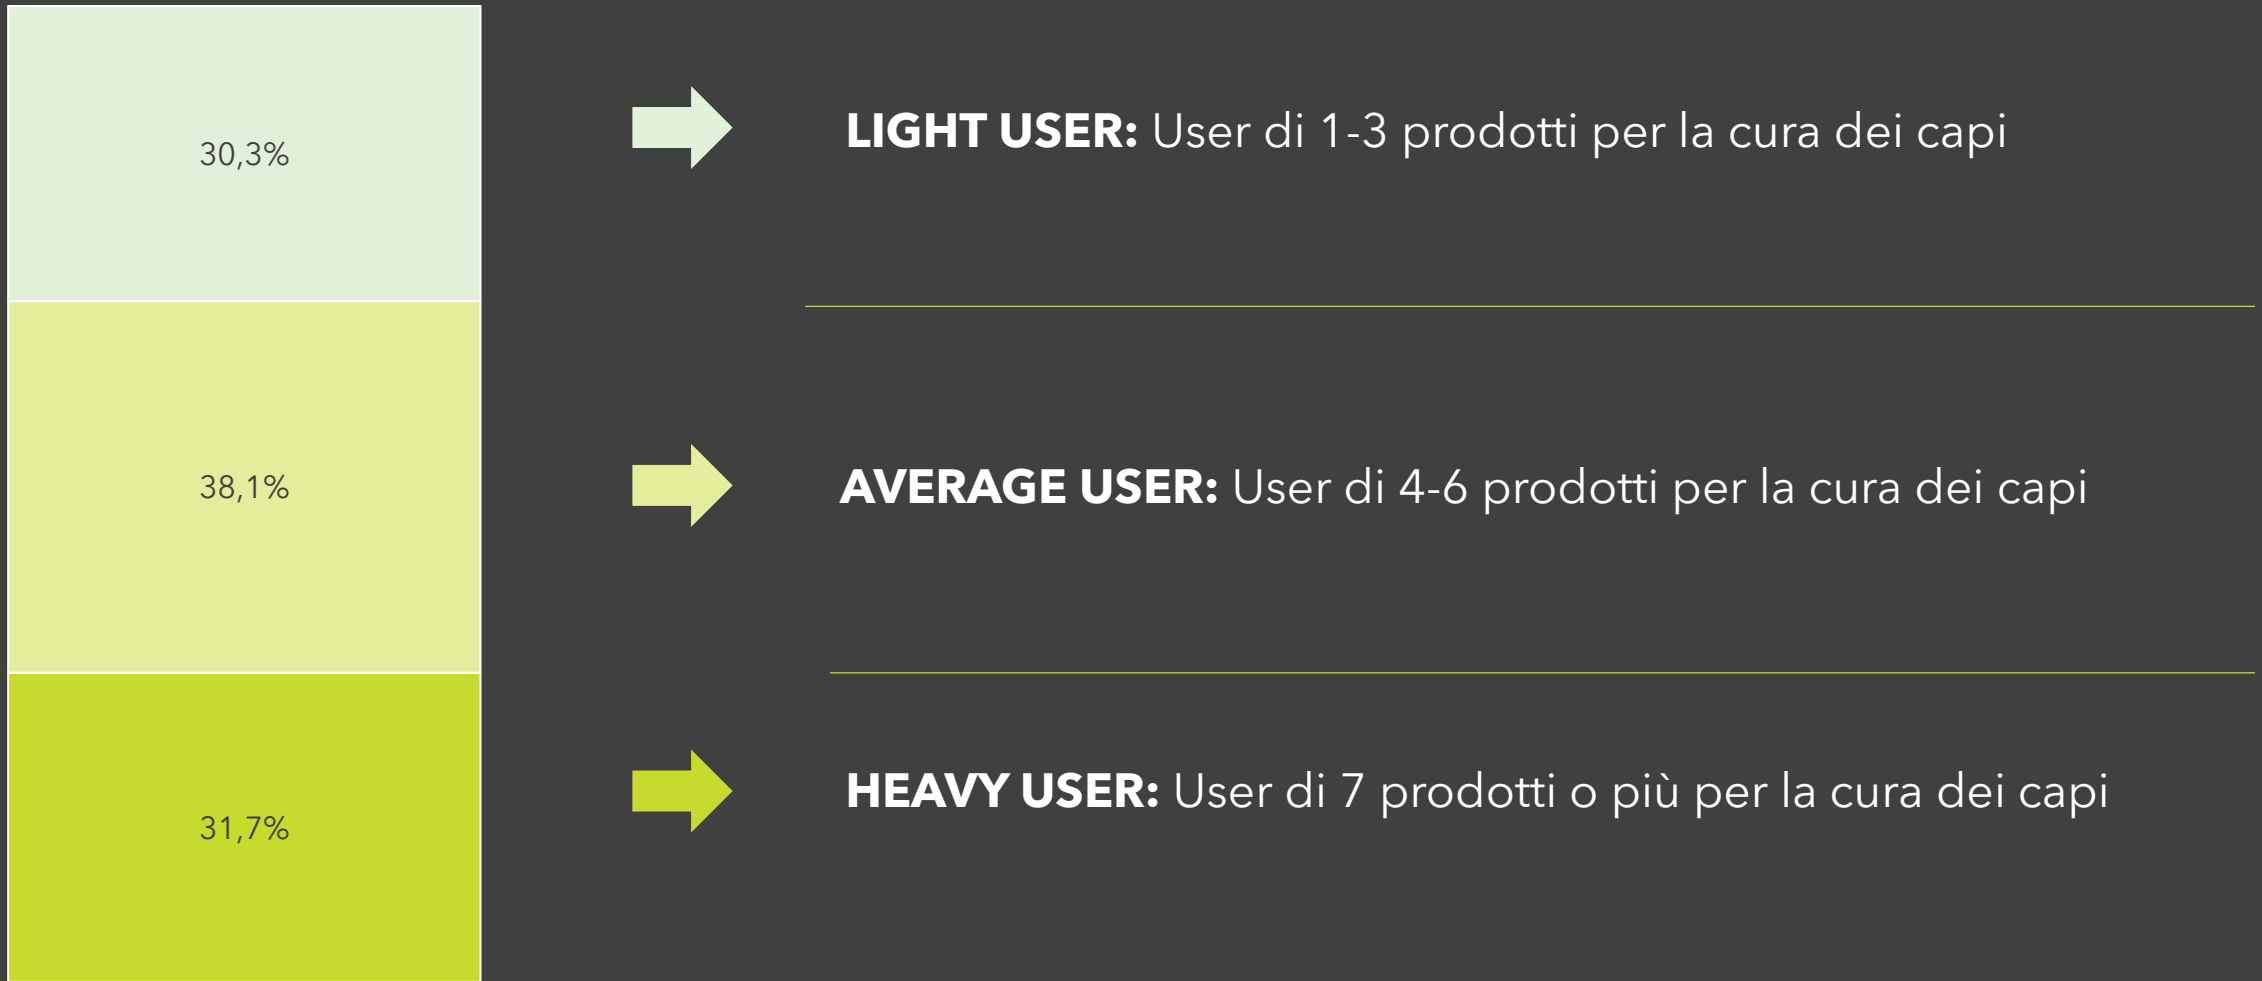 30,3%
LIGHT USER: User di 1-3 prodotti per la cura dei capi
38,1%
AVERAGE USER: User di 4-6 prodotti per la cura dei capi
31,7%
HEAVY USER: User di 7 prodotti o più per la cura dei capi